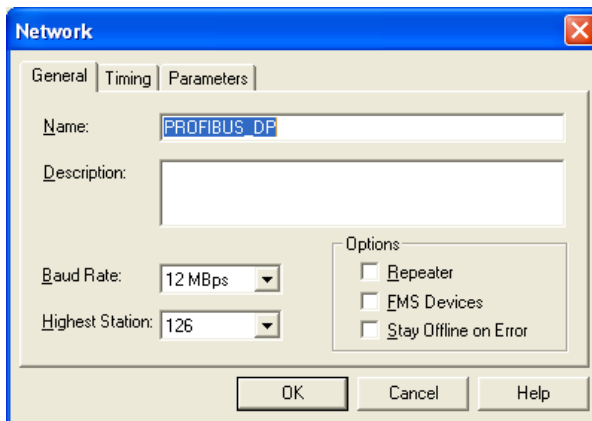 Network
General Timing Parameters
Name: PROFIBUS_DP
Description:
Options
Baud Rate: 12 MBps Repeater
FMS Devices
Highest Station: 126
Stay Offline on Error
OK Cancel Help